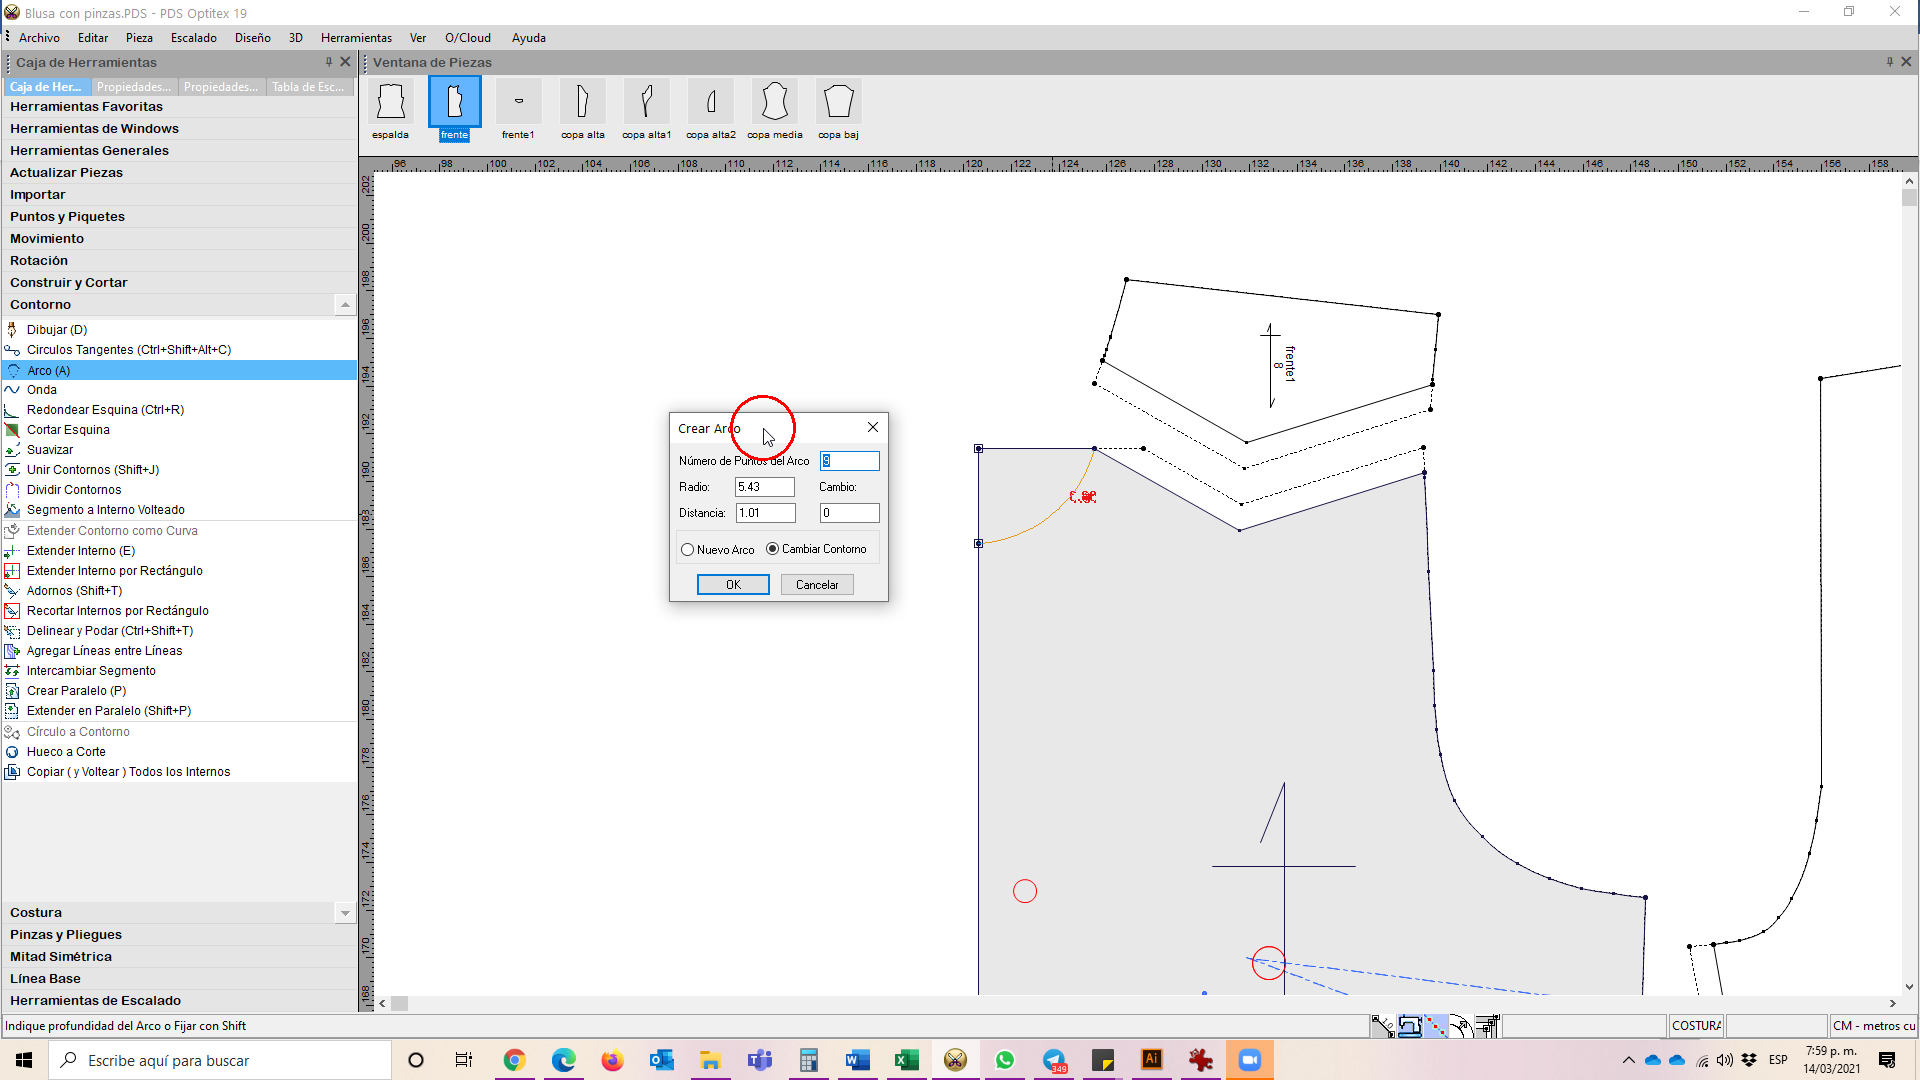 Blusa con pinzas.PDS - PDS Optitex 19
Archivo Editar Pieza Escalado Diseño 3D Herramientas Ver O/Cloud Ayuda
Caja de Herramientas
Ventana de Piezas
Caja de Her... Propiedades... Propiedades... Tabla de Esc...
espalda frente frente1 copa alta copa alta1 copa alta2 copa media copa baj
96 98 100 102 104 106 108 110 112 114 116 118 120 122 124 126 128 130 132 134 136 138 140 142 144 146 148 150 152 154 156 158
202
200
198
196
194
192
190
188
186
184
182
180
178
176
174
172
170
168
Herramientas Favoritas
Herramientas de Windows
Herramientas Generales
Actualizar Piezas
Importar
Puntos y Piquetes
Movimiento
Rotación
Construir y Cortar
Contorno
Dibujar (D)
Circulos Tangentes (Ctrl+Shift+Alt+C)
Arco (A)
Onda
Redondear Esquina (Ctrl+R)
Cortar Esquina
Suavizar
Unir Contornos (Shift+J)
Dividir Contornos
Segmento a Interno Volteado
Extender Contorno como Curva
Extender Interno (E)
Extender Interno por Rectángulo
Adornos (Shift+T)
Recortar Internos por Rectángulo
Delinear y Podar (Ctrl+Shift+T)
Agregar Líneas entre Líneas
Intercambiar Segmento
Crear Paralelo (P)
Extender en Paralelo (Shift+P)
Círculo a Contorno
Hueco a Corte
Copiar ( y Voltear ) Todos los Internos
Costura
Pinzas y Pliegues
Mitad Simétrica
Línea Base
Herramientas de Escalado
frente1
8
Crear Arco
Número de Puntos del Arco 9
Radio: 5.43 Cambio:
Distancia: 1.01 0
Nuevo Arco Cambiar Contorno
OK Cancelar
Indique profundidad del Arco o Fijar con Shift
COSTURA
CM - metros cu
Escribe aquí para buscar
349
Ai
ESP
7:59 p. m.
14/03/2021